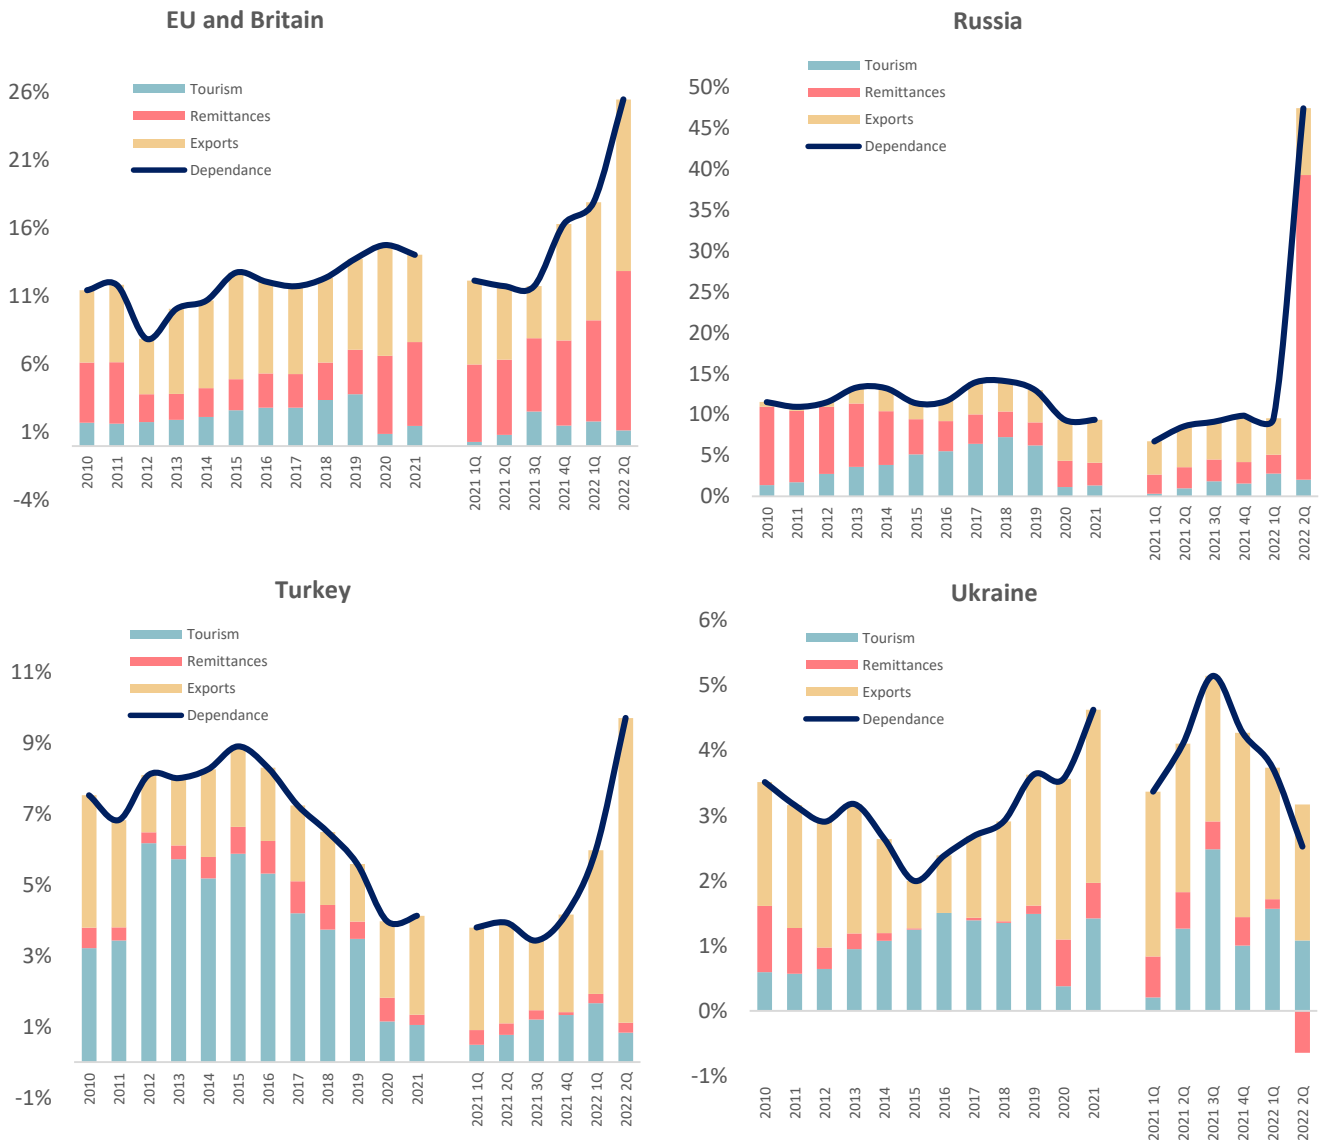 EU and Britain
Tourism
Remittances
Exports
Dependance
26%
21%
16%
11%
6%
1%
-4%
2010
2011
2012
2013
2014
2015
2016
2017
2018
2019
2020
2021
2021 1Q
2021 2Q
2021 3Q
2021 4Q
2022 1Q
2022 2Q
Russia
Tourism
Remittances
Exports
Dependance
50%
45%
40%
35%
30%
25%
20%
15%
10%
5%
0%
2010
2011
2012
2013
2014
2015
2016
2017
2018
2019
2020
2021
2021 1Q
2021 2Q
2021 3Q
2021 4Q
2022 1Q
2022 2Q
Turkey
Tourism
Remittances
Exports
Dependance
11%
9%
7%
5%
3%
1%
-1%
2010
2011
2012
2013
2014
2015
2016
2017
2018
2019
2020
2021
2021 1Q
2021 2Q
2021 3Q
2021 4Q
2022 1Q
2022 2Q
Ukraine
Tourism
Remittances
Exports
Dependance
6%
5%
4%
3%
2%
1%
0%
-1%
2010
2011
2012
2013
2014
2015
2016
2017
2018
2019
2020
2021
2021 1Q
2021 2Q
2021 3Q
2021 4Q
2022 1Q
2022 2Q